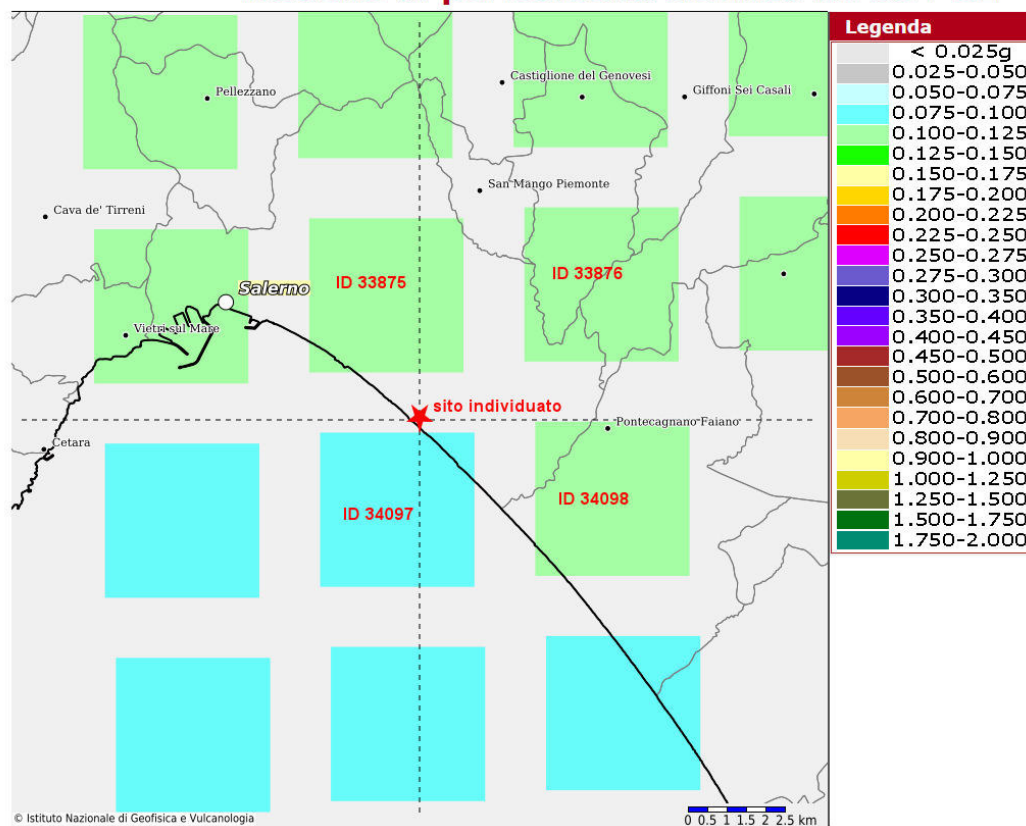 Legenda
< 0.025g
0.025-0.050
0.050-0.075
0.075-0.100
0.100-0.125
0.125-0.150
0.150-0.175
0.175-0.200
0.200-0.225
0.225-0.250
0.250-0.275
0.275-0.300
0.300-0.350
0.350-0.400
0.400-0.450
0.450-0.500
0.500-0.600
0.600-0.700
0.700-0.800
0.800-0.900
0.900-1.000
1.000-1.250
1.250-1.500
1.500-1.750
1.750-2.000
Castiglione del Genovesi
Pellezzano
Giffoni Sei Casali
San Mango Piemonte
Cava de' Tirreni
ID 33875
ID 33876
Salerno
Vietri sul Mare
sito individuato
Pontecagnano Faiano
Cetara
ID 34097
ID 34098
© Istituto Nazionale di Geofisica e Vulcanologia
0 0.5 1 1.5 2 2.5 km